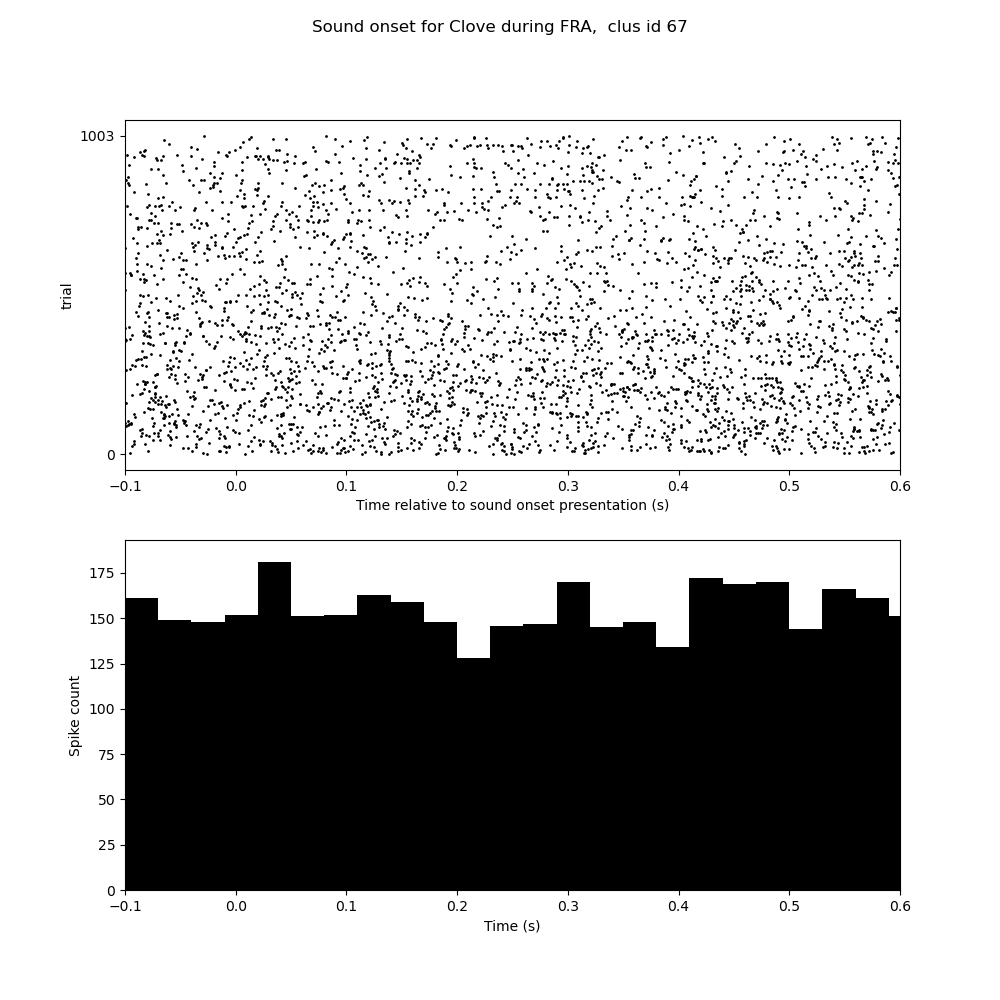 Sound onset for Clove during FRA,  clus id 67
1003
trial
0
−0.1 0.0 0.1 0.2 0.3 0.4 0.5 0.6
Time relative to sound onset presentation (s)
175
150
125
100
Spike count
75
50
25
0
−0.1 0.0 0.1 0.2 0.3 0.4 0.5 0.6
Time (s)